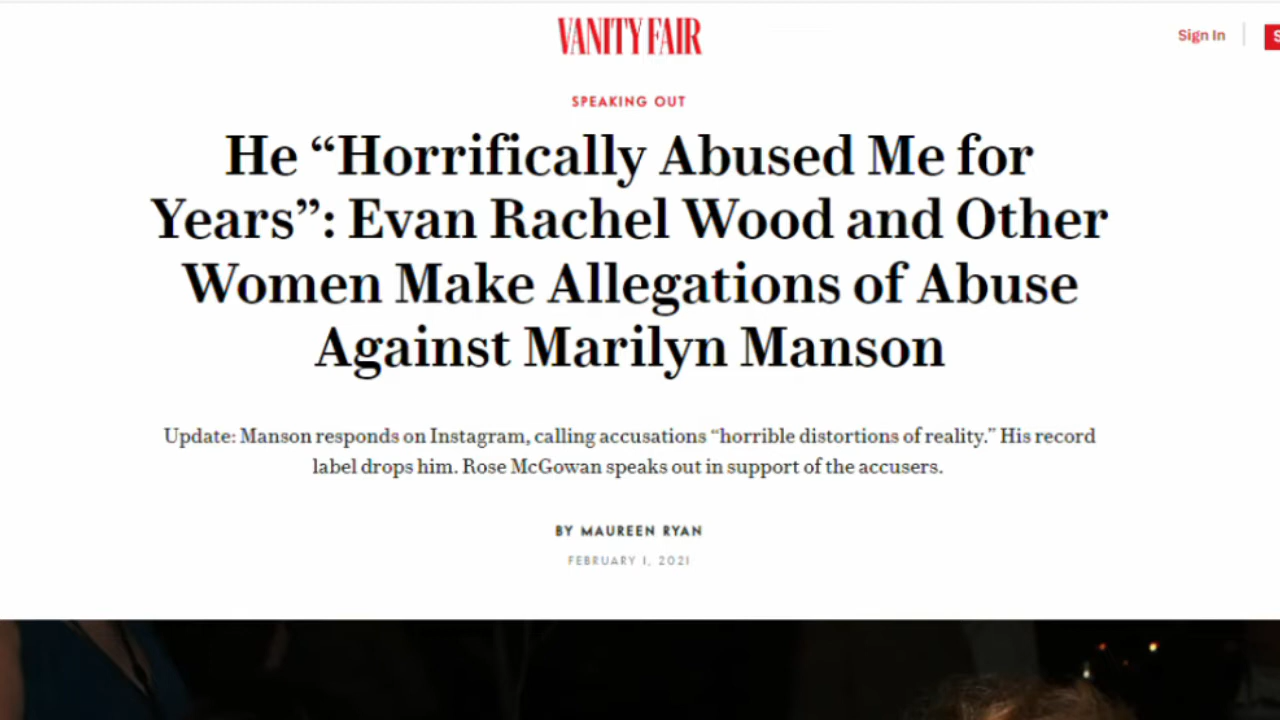 VANITY FAIR
Sign In
S
SPEAKING OUT
He “Horrifically Abused Me for
Years”: Evan Rachel Wood and Other
Women Make Allegations of Abuse
Against Marilyn Manson
Update: Manson responds on Instagram, calling accusations “horrible distortions of reality.” His record
label drops him. Rose McGowan speaks out in support of the accusers.
BY MAUREEN RYAN
FEBRUARY 1, 2021